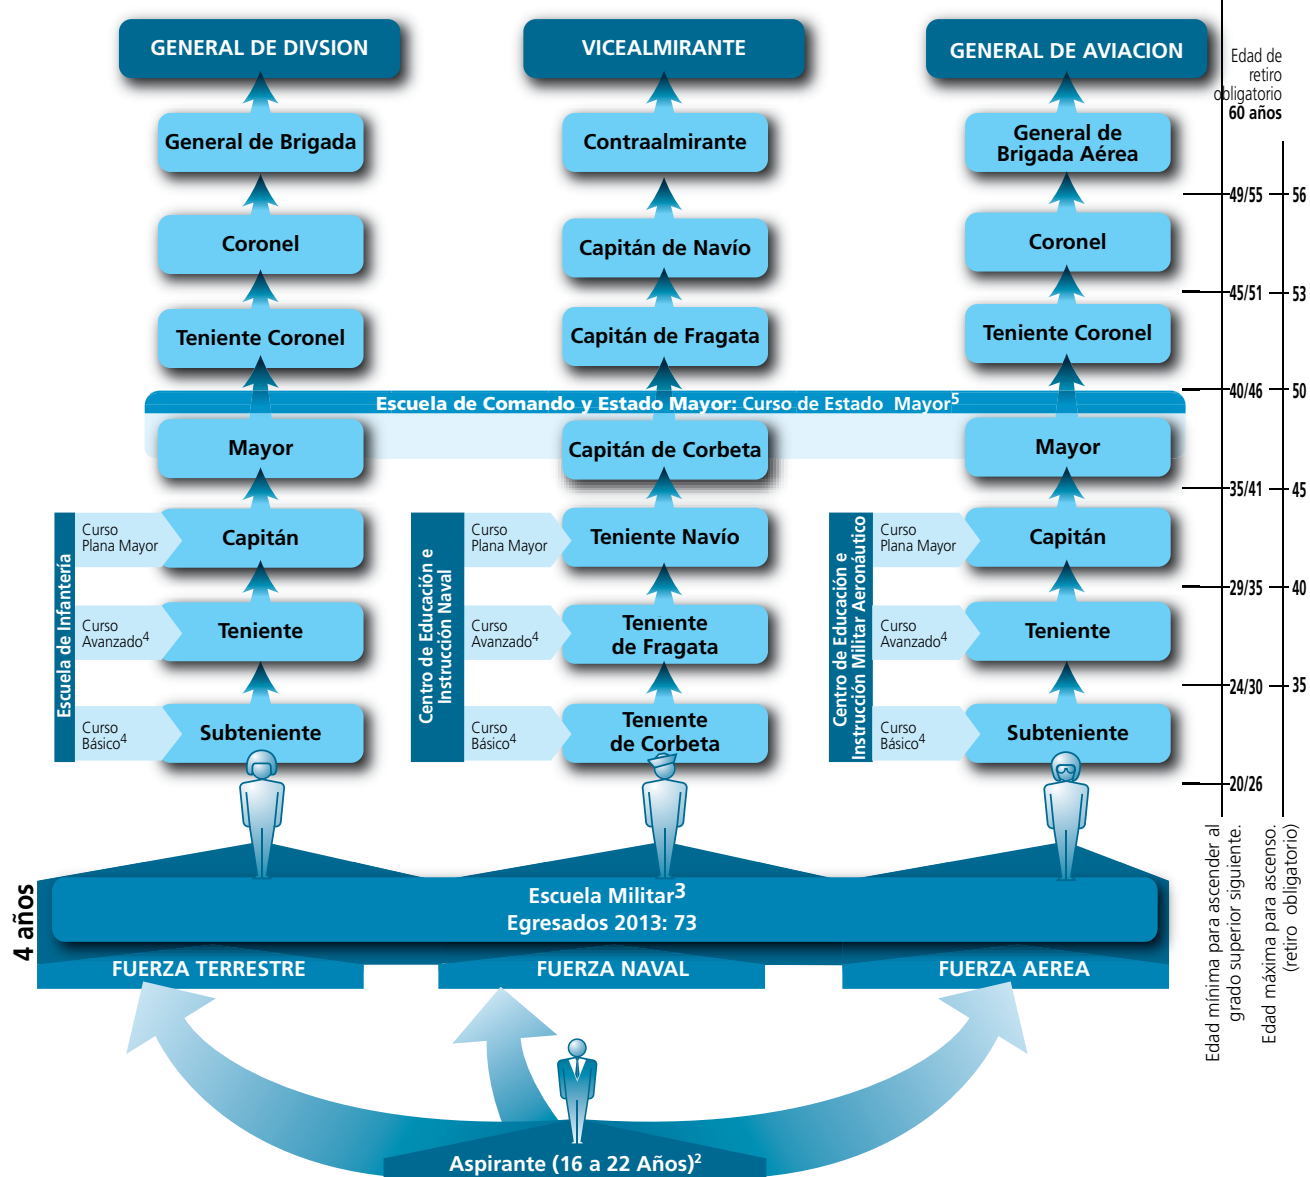 GENERAL DE DIVSION
VICEALMIRANTE
GENERAL DE AVIACION
Edad de
retiro
obligatorio
60 años
General de Brigada
Contraalmirante
General de
Brigada Aérea
49/55
56
Coronel
Capitán de Navío
Coronel
45/51
53
Teniente Coronel
Capitán de Fragata
Teniente Coronel
40/46
50
Escuela de Comando y Estado Mayor: Curso de Estado Mayor5
Mayor
Capitán de Corbeta
Mayor
35/41
45
Escuela de Infantería
Curso
Plana Mayor
Capitán
Centro de Educación e
Instrucción Naval
Curso
Plana Mayor
Teniente Navío
Centro de Educación e
Instrucción Militar Aeronáutico
Curso
Plana Mayor
Capitán
29/35
40
Curso
Avanzado4
Teniente
Curso
Avanzado4
Teniente
de Fragata
Curso
Avanzado4
Teniente
24/30
35
Curso
Básico4
Subteniente
Curso
Básico4
Teniente
de Corbeta
Curso
Básico4
Subteniente
20/26
Edad mínima para ascender al
grado superior siguiente.
Edad máxima para ascenso.
(retiro obligatorio)
4 años
Escuela Militar3
Egresados 2013: 73
FUERZA TERRESTRE
FUERZA NAVAL
FUERZA AEREA
Aspirante (16 a 22 Años)2